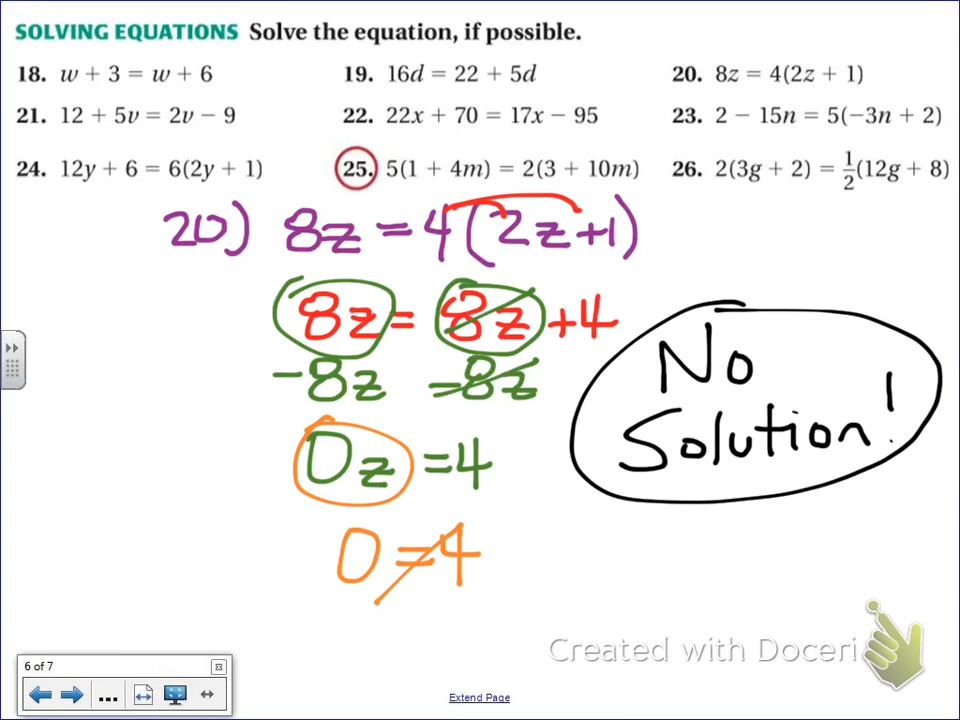 SOLVING EQUATIONS Solve the equation, if possible.
18. w + 3 = w + 6 19. 16d = 22 + 5d 20. 8z = 4(2z + 1)
21. 12 + 5v = 2v − 9 22. 22x + 70 = 17x − 95 23. 2 − 15n = 5(−3n + 2)
24. 12y + 6 = 6(2y + 1) 25. 5(1 + 4m) = 2(3 + 10m) 26. 2(3g + 2) = 1/2(12g + 8)
20) 8z = 4(2z+1)
8z = 8z +4
-8z -8z
0z = 4
0 = 4
No
Solution!
Created with Doceri
6 of 7
...
Extend Page